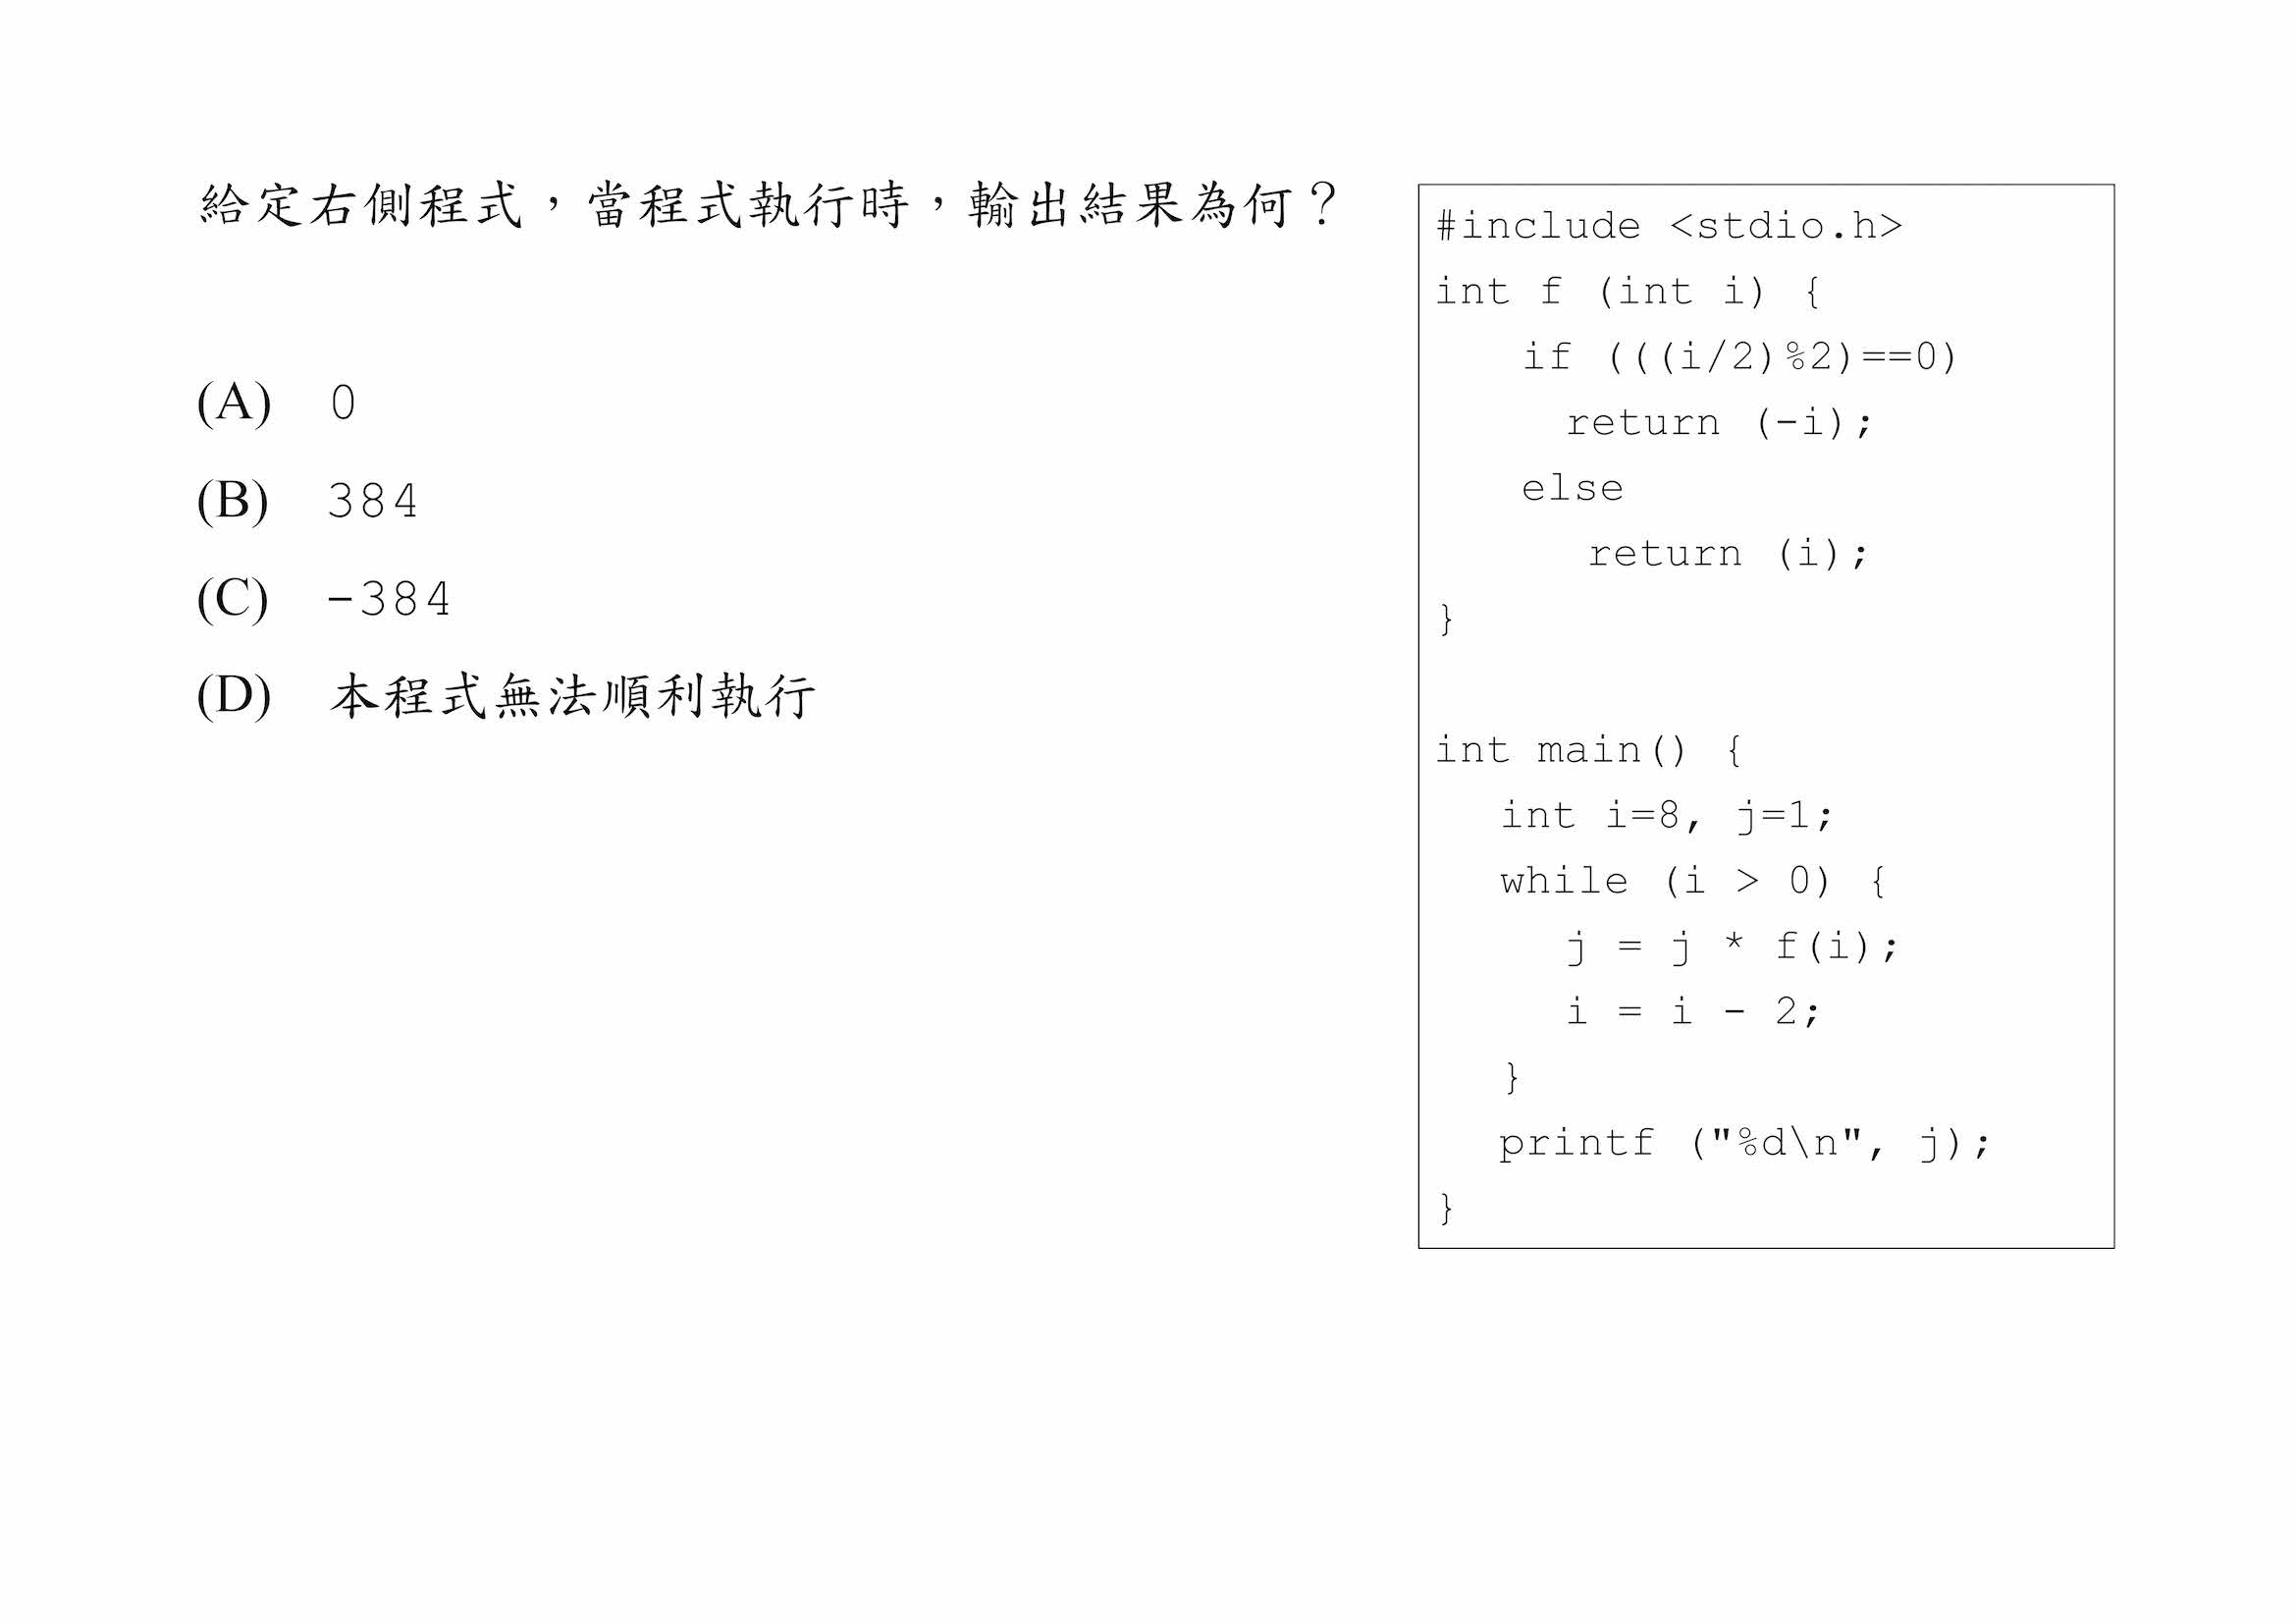 給定右側程式，當程式執行時，輸出結果為何？
(A) 0
(B) 384
(C) -384
(D) 本程式無法順利執行
#include <stdio.h>
int f (int i) {
if (((i/2)%2)==0)
return (-i);
else
return (i);
}
int main() {
int i=8, j=1;
while (i > 0) {
j = j * f(i);
i = i - 2;
}
printf ("%d\n", j);
}